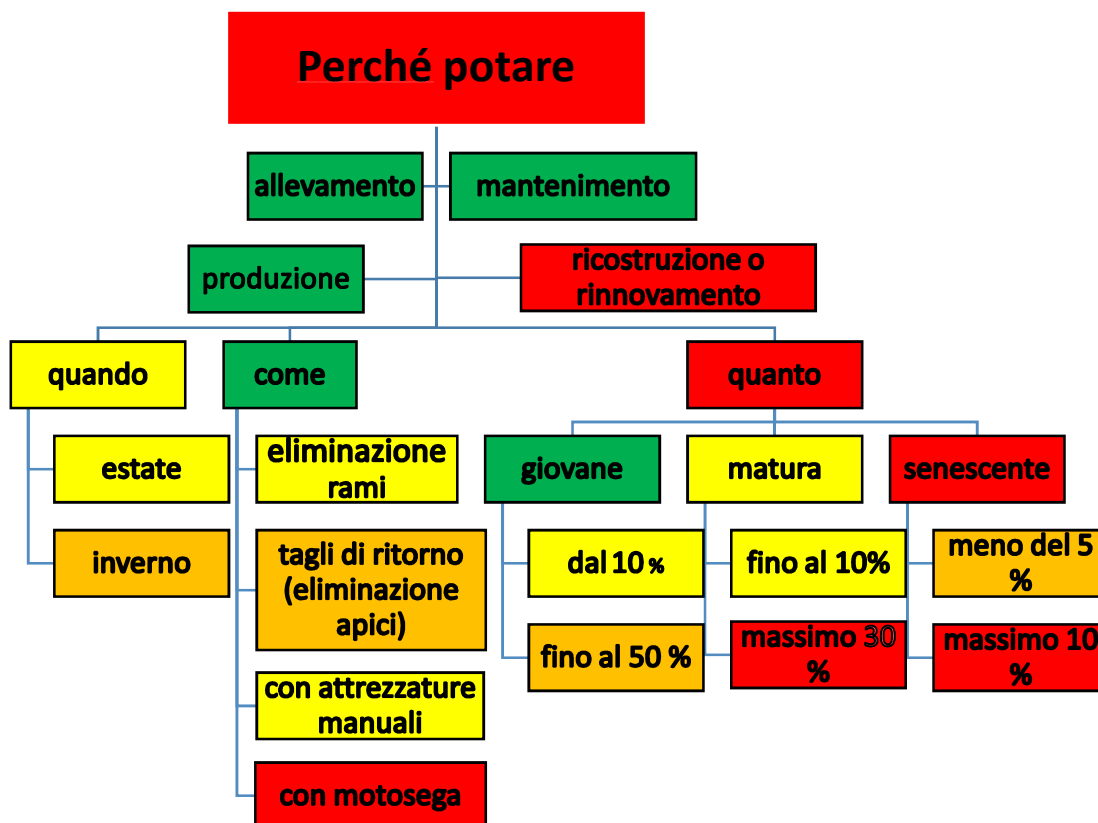 Perché potare
allevamento
mantenimento
produzione
ricostruzione o
rinnovamento
quando
come
quanto
estate
inverno
eliminazione
rami
tagli di ritorno
(eliminazione
apici)
con attrezzature
manuali
con motosega
giovane
matura
senescente
dal 10 %
fino al 50 %
fino al 10%
massimo 30
%
meno del 5
%
massimo 10
%